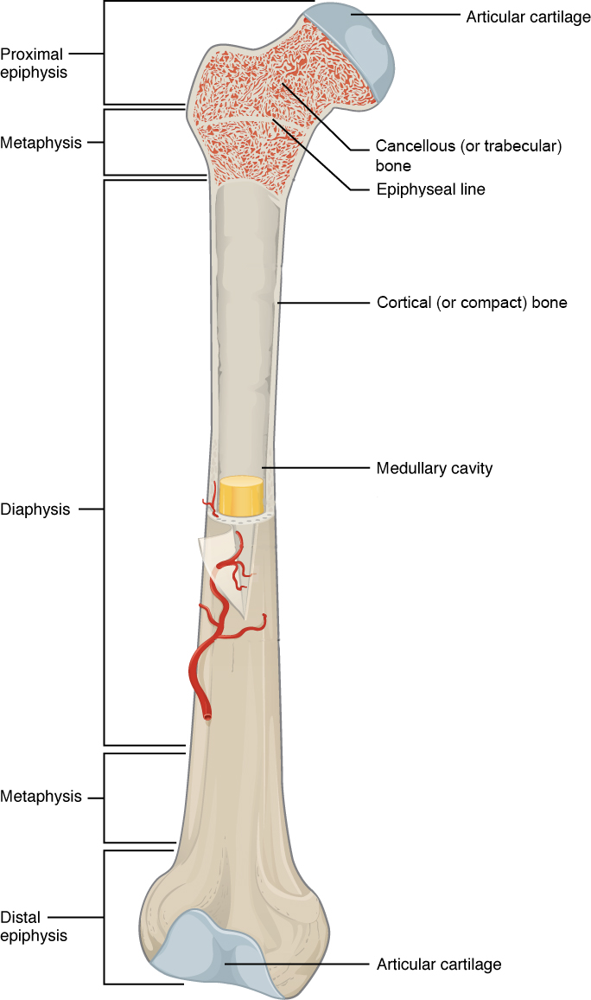 Articular cartilage
Proximal
epiphysis
Metaphysis
Cancellous (or trabecular)
bone
Epiphyseal line
Cortical (or compact) bone
Medullary cavity
Diaphysis
Metaphysis
Distal
epiphysis
Articular cartilage